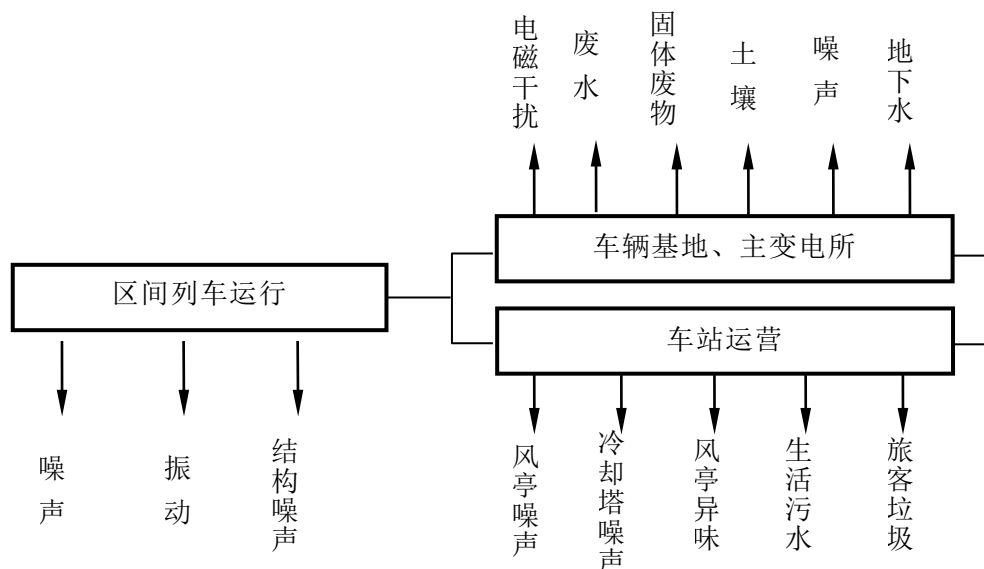 电磁干扰
废水
固体废物
土壤
噪声
地下水
车辆基地、主变电所
区间列车运行
车站运营
噪声
振动
结构噪声
风亭噪声
冷却塔噪声
风亭异味
生活污水
旅客垃圾